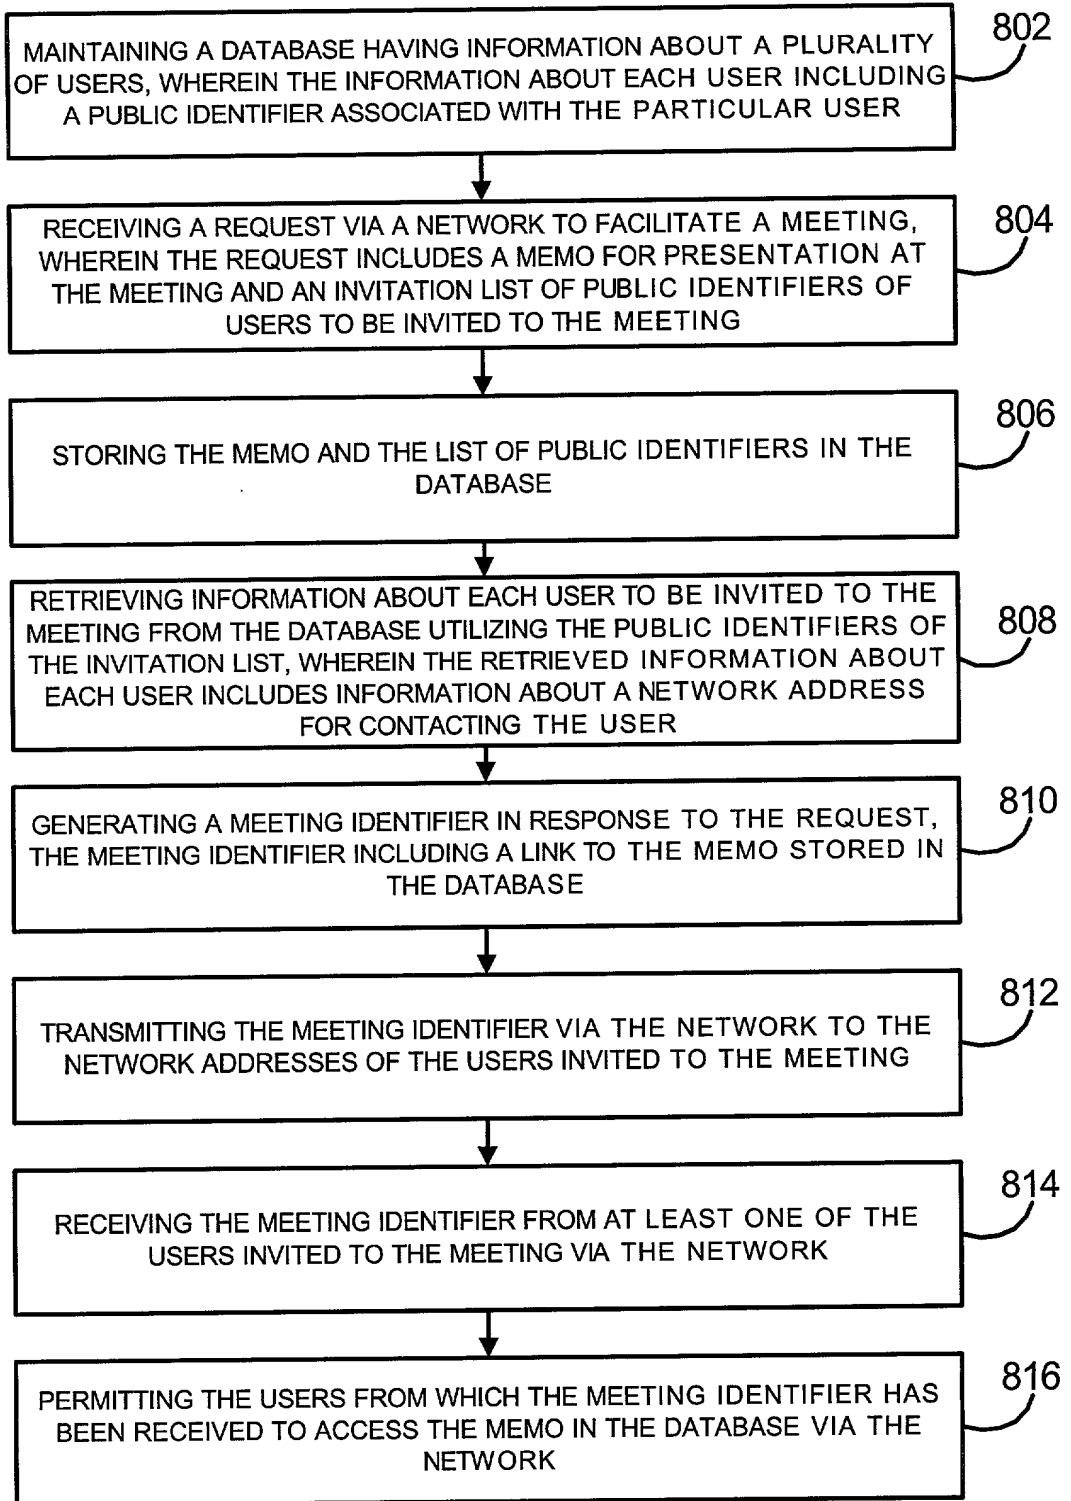 802
MAINTAINING A DATABASE HAVING INFORMATION ABOUT A PLURALITY
OF USERS, WHEREIN THE INFORMATION ABOUT EACH USER INCLUDING
A PUBLIC IDENTIFIER ASSOCIATED WITH THE PARTICULAR USER
804
RECEIVING A REQUEST VIA A NETWORK TO FACILITATE A MEETING,
WHEREIN THE REQUEST INCLUDES A MEMO FOR PRESENTATION AT
THE MEETING AND AN INVITATION LIST OF PUBLIC IDENTIFIERS OF
USERS TO BE INVITED TO THE MEETING
806
STORING THE MEMO AND THE LIST OF PUBLIC IDENTIFIERS IN THE
DATABASE
808
RETRIEVING INFORMATION ABOUT EACH USER TO BE INVITED TO THE
MEETING FROM THE DATABASE UTILIZING THE PUBLIC IDENTIFIERS OF
THE INVITATION LIST, WHEREIN THE RETRIEVED INFORMATION ABOUT
EACH USER INCLUDES INFORMATION ABOUT A NETWORK ADDRESS
FOR CONTACTING THE USER
810
GENERATING A MEETING IDENTIFIER IN RESPONSE TO THE REQUEST,
THE MEETING IDENTIFIER INCLUDING A LINK TO THE MEMO STORED IN
THE DATABASE
812
TRANSMITTING THE MEETING IDENTIFIER VIA THE NETWORK TO THE
NETWORK ADDRESSES OF THE USERS INVITED TO THE MEETING
814
RECEIVING THE MEETING IDENTIFIER FROM AT LEAST ONE OF THE
USERS INVITED TO THE MEETING VIA THE NETWORK
816
PERMITTING THE USERS FROM WHICH THE MEETING IDENTIFIER HAS
BEEN RECEIVED TO ACCESS THE MEMO IN THE DATABASE VIA THE
NETWORK